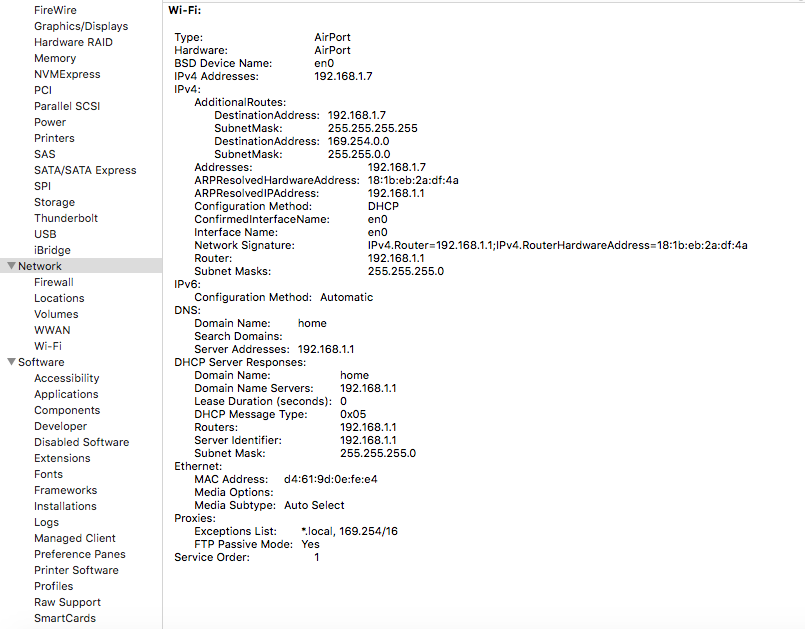 FireWire
Graphics/Displays
Hardware RAID
Memory
NVMExpress
PCI
Parallel SCSI
Power
Printers
SAS
SATA/SATA Express
SPI
Storage
Thunderbolt
USB
iBridge
Network
Firewall
Locations
Volumes
WWAN
Wi-Fi
Software
Accessibility
Applications
Components
Developer
Disabled Software
Extensions
Fonts
Frameworks
Installations
Logs
Managed Client
Preference Panes
Printer Software
Profiles
Raw Support
SmartCards
Wi-Fi:
Type: AirPort
Hardware: AirPort
BSD Device Name: en0
IPv4 Addresses: 192.168.1.7
IPv4:
AdditionalRoutes:
DestinationAddress: 192.168.1.7
SubnetMask: 255.255.255.255
DestinationAddress: 169.254.0.0
SubnetMask: 255.255.0.0
Addresses: 192.168.1.7
ARPResolvedHardwareAddress: 18:1b:eb:2a:df:4a
ARPResolvedIPAddress: 192.168.1.1
Configuration Method: DHCP
ConfirmedInterfaceName: en0
Interface Name: en0
Network Signature: IPv4.Router=192.168.1.1;IPv4.RouterHardwareAddress=18:1b:eb:2a:df:4a
Router: 192.168.1.1
Subnet Masks: 255.255.255.0
IPv6:
Configuration Method: Automatic
DNS:
Domain Name: home
Search Domains:
Server Addresses: 192.168.1.1
DHCP Server Responses:
Domain Name: home
Domain Name Servers: 192.168.1.1
Lease Duration (seconds): 0
DHCP Message Type: 0x05
Routers: 192.168.1.1
Server Identifier: 192.168.1.1
Subnet Mask: 255.255.255.0
Ethernet:
MAC Address: d4:61:9d:0e:fe:e4
Media Options:
Media Subtype: Auto Select
Proxies:
Exceptions List: *.local, 169.254/16
FTP Passive Mode: Yes
Service Order: 1